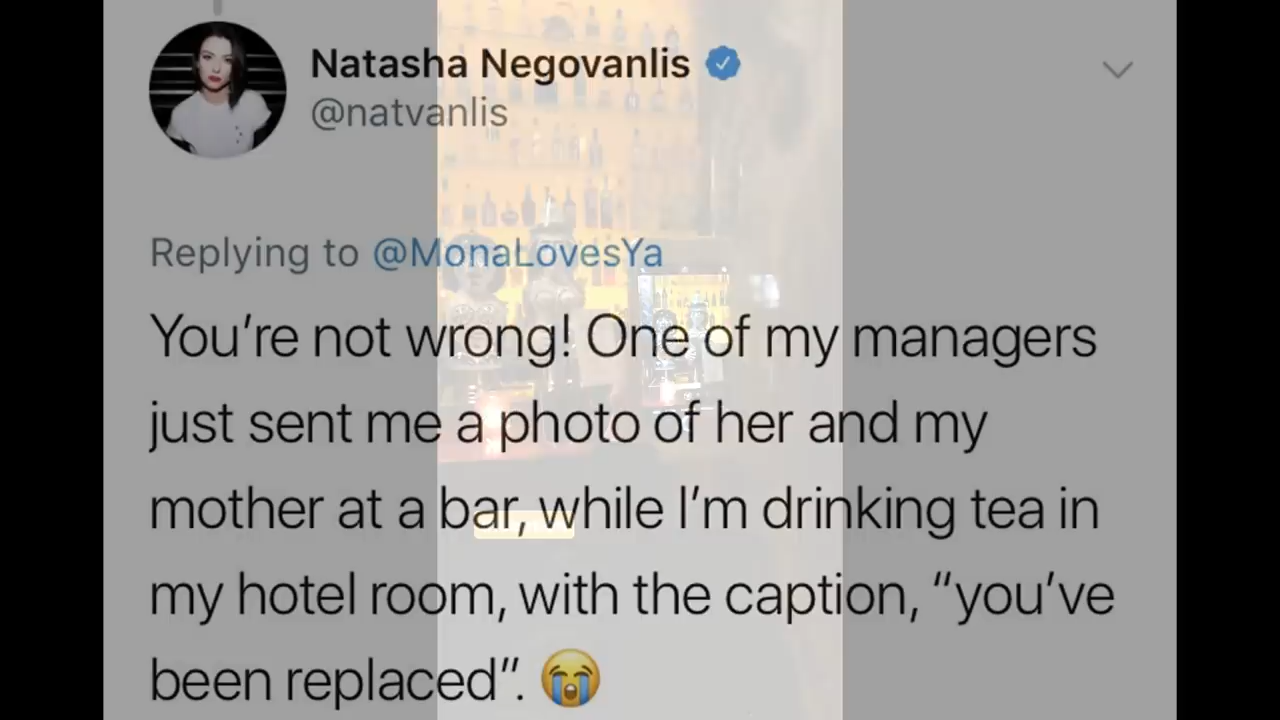 Natasha Negovanlis
@natvanlis
Replying to @MonaLovesYa
You’re not wrong! One of my managers
just sent me a photo of her and my
mother at a bar, while I’m drinking tea in
my hotel room, with the caption, “you’ve
been replaced”. 😭